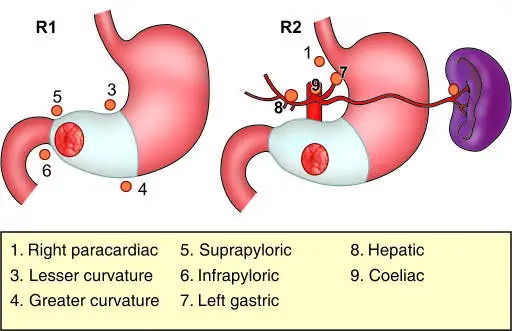 R1
R2
1
3
5
6
4
7
9
8
1. Right paracardiac
3. Lesser curvature
4. Greater curvature
5. Suprapyloric
6. Infrapyloric
7. Left gastric
8. Hepatic
9. Coeliac